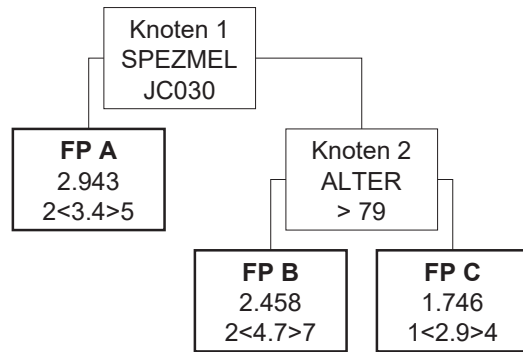 Knoten 1
SPEZMEL
JC030
FP A
2.943
2<3.4>5
Knoten 2
ALTER
> 79
FP B
2.458
2<4.7>7
FP C
1.746
1<2.9>4